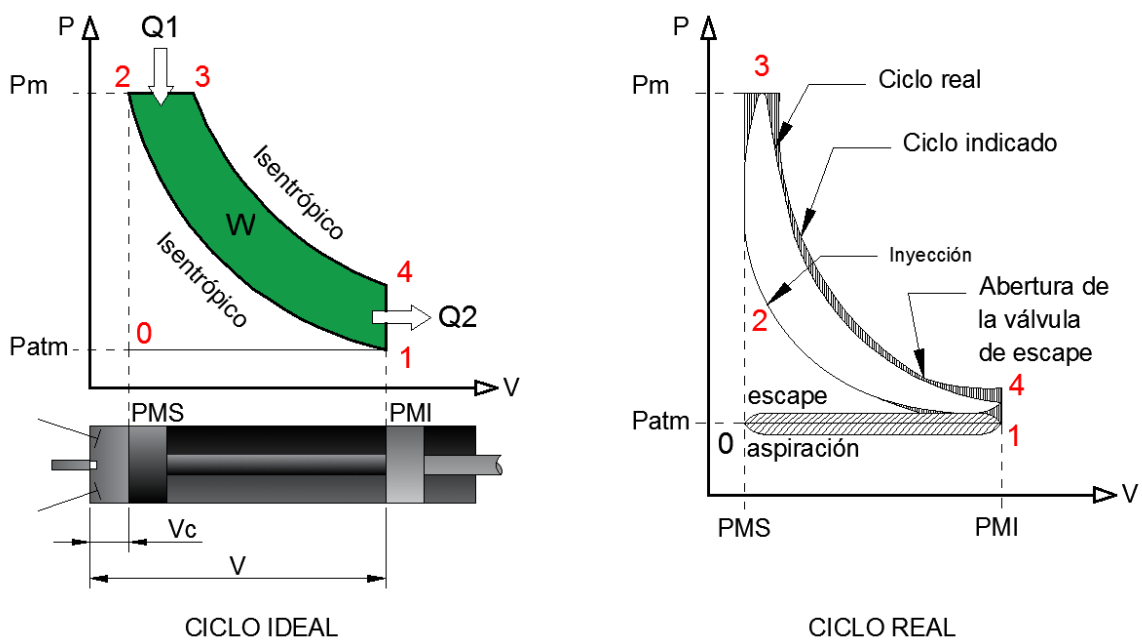 P
Q1
2
3
Pm
Isentrópico
W
Isentrópico
4
Q2
0
1
Patm
V
PMS
PMI
Vc
V
CICLO IDEAL
P
3
Pm
Ciclo real
Ciclo indicado
Inyección
2
Abertura de
la válvula
de escape
4
escape
Patm
0
aspiración
1
V
PMS
PMI
CICLO REAL